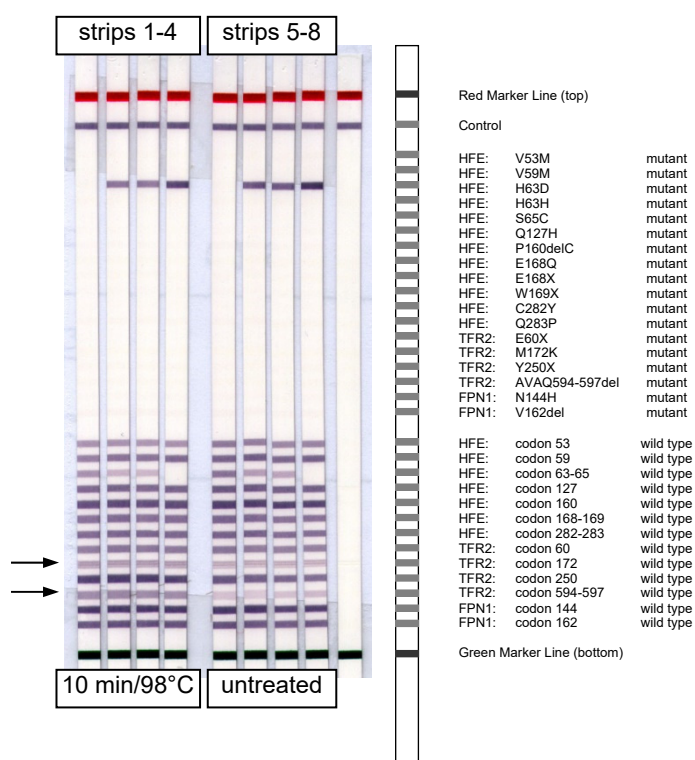 strips 1-4 strips 5-8
Red Marker Line (top)
Control
HFE: V53M mutant
HFE: V59M mutant
HFE: H63D mutant
HFE: H63H mutant
HFE: S65C mutant
HFE: Q127H mutant
HFE: P160delC mutant
HFE: E168Q mutant
HFE: E168X mutant
HFE: W169X mutant
HFE: C282Y mutant
HFE: Q283P mutant
TFR2: E60X mutant
TFR2: M172K mutant
TFR2: Y250X mutant
TFR2: AVAQ594-597del mutant
FPN1: N144H mutant
FPN1: V162del mutant
HFE: codon 53 wild type
HFE: codon 59 wild type
HFE: codon 63-65 wild type
HFE: codon 127 wild type
HFE: codon 160 wild type
HFE: codon 168-169 wild type
HFE: codon 282-283 wild type
TFR2: codon 60 wild type
TFR2: codon 172 wild type
TFR2: codon 250 wild type
TFR2: codon 594-597 wild type
FPN1: codon 144 wild type
FPN1: codon 162 wild type
Green Marker Line (bottom)
10 min/98°C untreated